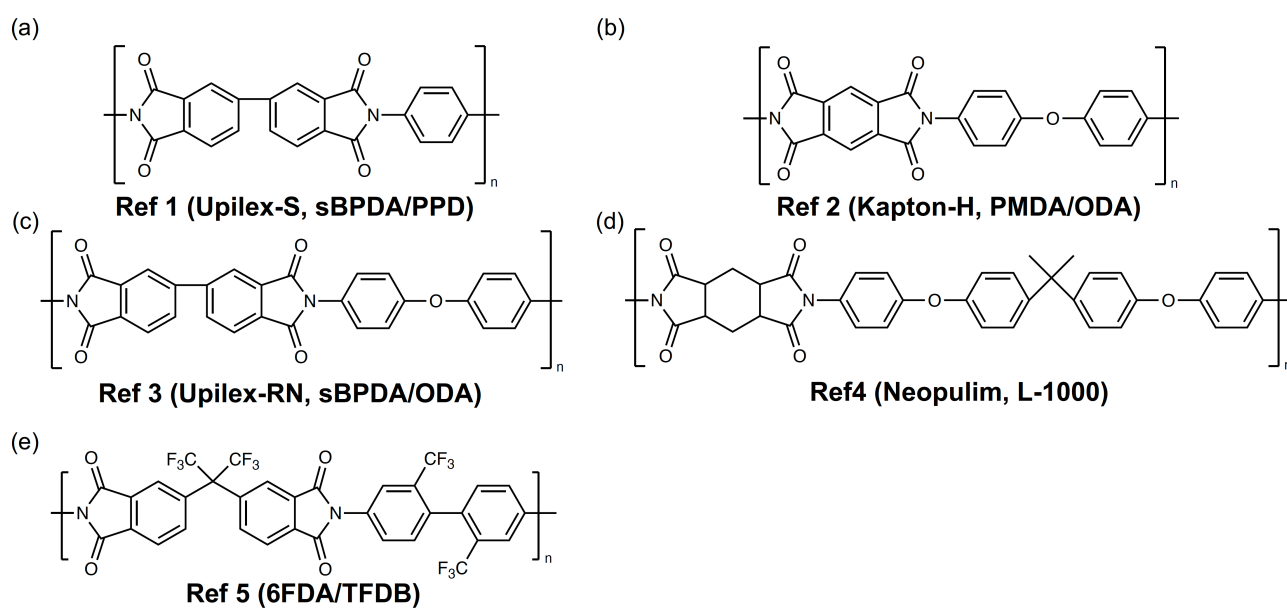 (a)
O O
N N
O O
n
Ref 1 (Upilex-S, sBPDA/PPD)
(b)
O O
N N O
O O
n
Ref 2 (Kapton-H, PMDA/ODA)
(c)
O O
N N O
O O
n
Ref 3 (Upilex-RN, sBPDA/ODA)
(d)
O O
N N O O
O O
n
Ref4 (Neopulim, L-1000)
(e)
F₃C CF₃ CF₃
O O
N N
O O
F₃C
n
Ref 5 (6FDA/TFDB)